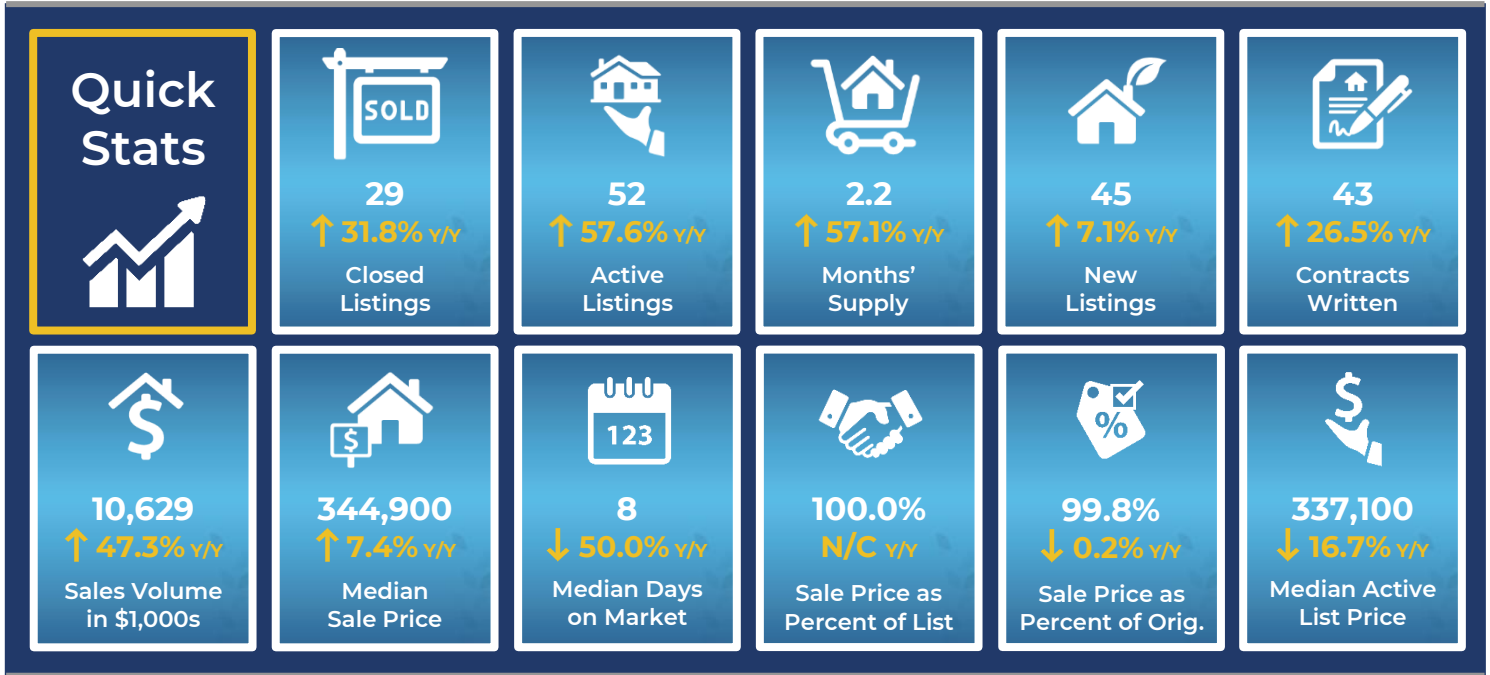 Quick
Stats
SOLD
29
↑ 31.8% Y/Y
Closed
Listings
52
↑ 57.6% Y/Y
Active
Listings
2.2
↑ 57.1% Y/Y
Months’
Supply
45
↑ 7.1% Y/Y
New
Listings
43
↑ 26.5% Y/Y
Contracts
Written
$
10,629
↑ 47.3% Y/Y
Sales Volume
in $1,000s
$
344,900
↑ 7.4% Y/Y
Median
Sale Price
123
8
↓ 50.0% Y/Y
Median Days
on Market
100.0%
N/C Y/Y
Sale Price as
Percent of List
%
99.8%
↓ 0.2% Y/Y
Sale Price as
Percent of Orig.
$
337,100
↓ 16.7% Y/Y
Median Active
List Price